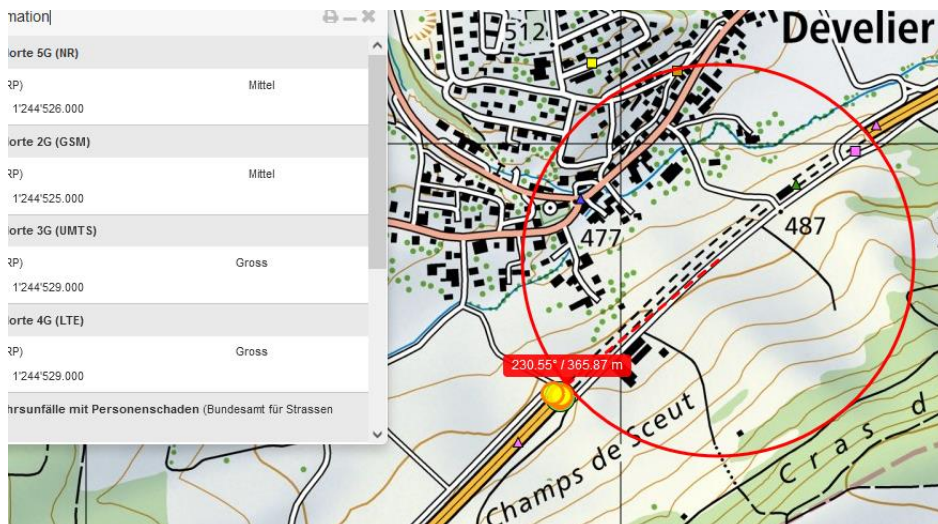 mation
orte 5G (NR)
RP)
Mittel
1'244'526.000
orte 2G (GSM)
RP)
Mittel
1'244'525.000
orte 3G (UMTS)
RP)
Gross
1'244'529.000
orte 4G (LTE)
RP)
Gross
1'244'529.000
hrsunfälle mit Personenschaden (Bundesamt für Strassen
512
Develier
477
487
230.55° / 365.87 m
Champs de Sceut
Cras d